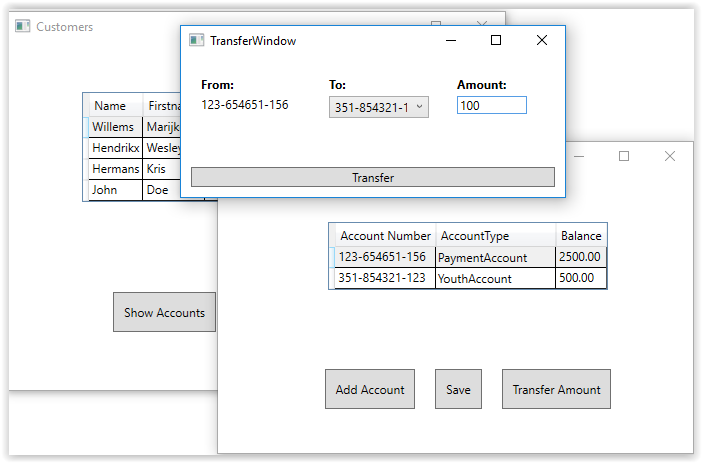 Customers
TransferWindow
From: To: Amount:
123-654651-156 351-854321-1 100
Transfer
Name Firstna
Willems Marijk
Hendrikx Wesley
Hermans Kris
John Doe
Account Number AccountType Balance
123-654651-156 PaymentAccount 2500.00
351-854321-123 YouthAccount 500.00
Show Accounts
Add Account Save Transfer Amount